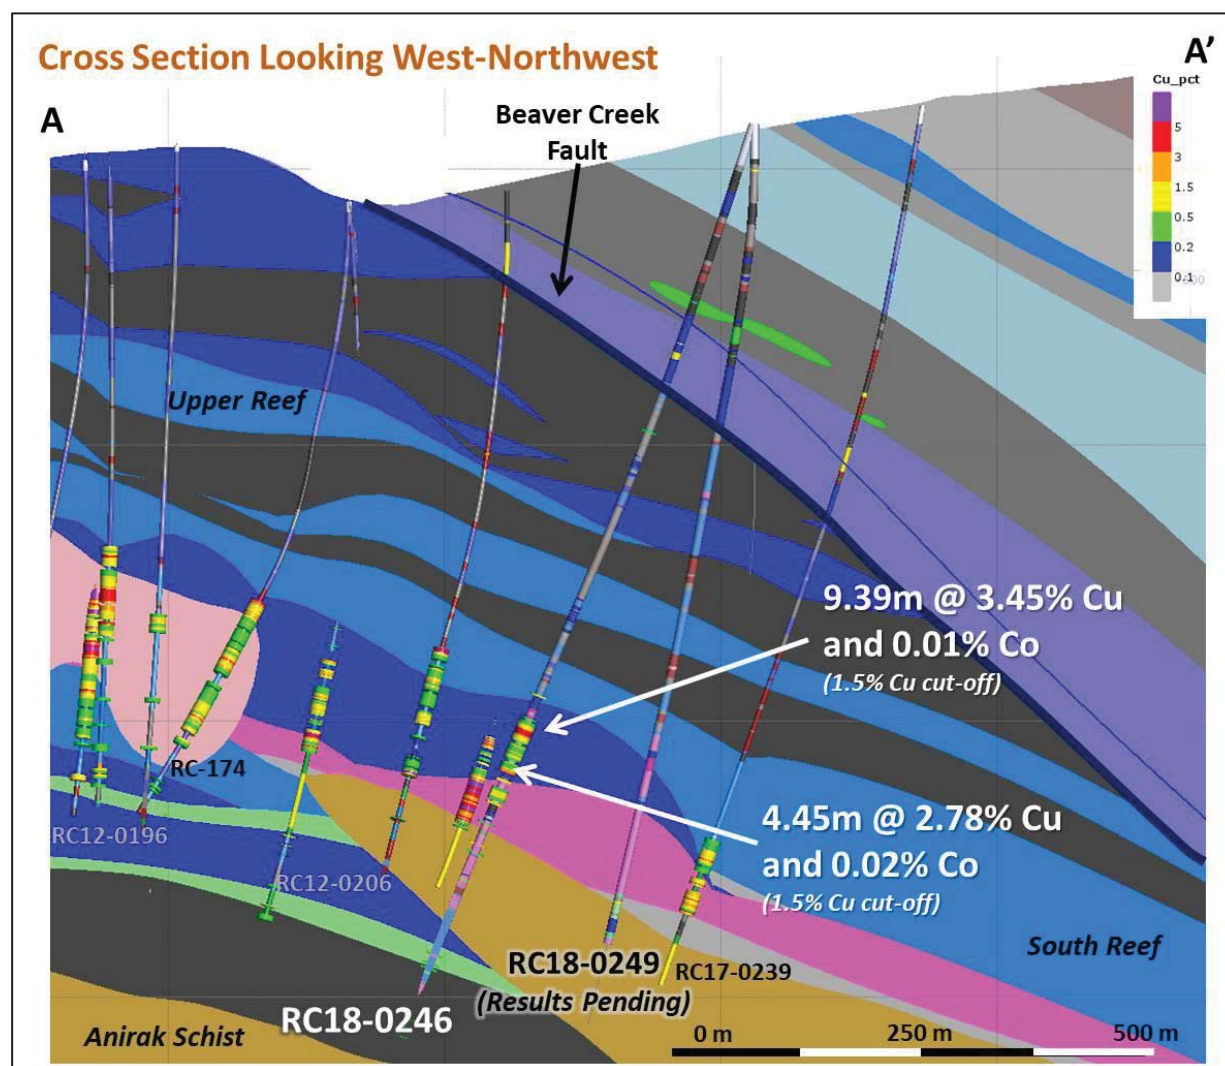 Cross Section Looking West-Northwest
A'
A
Cu_pct
5
3
1.5
0.5
0.2
0.1
Beaver Creek
Fault
Upper Reef
9.39m @ 3.45% Cu
and 0.01% Co
(1.5% Cu cut-off)
RC-174
4.45m @ 2.78% Cu
and 0.02% Co
(1.5% Cu cut-off)
RC12-0196
RC12-0206
South Reef
RC18-0249
(Results Pending)
RC17-0239
RC18-0246
Anirak Schist
0 m
250 m
500 m